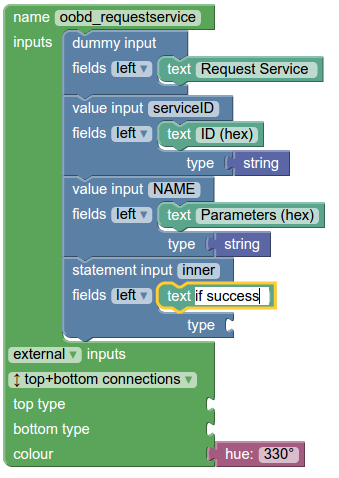 name oobd_requestservice
inputs dummy input
fields left text Request Service
value input serviceID
fields left text ID (hex)
type string
value input NAME
fields left text Parameters (hex)
type string
statement input inner
fields left text if success
type
external inputs
top+bottom connections
top type
bottom type
colour hue: 330°